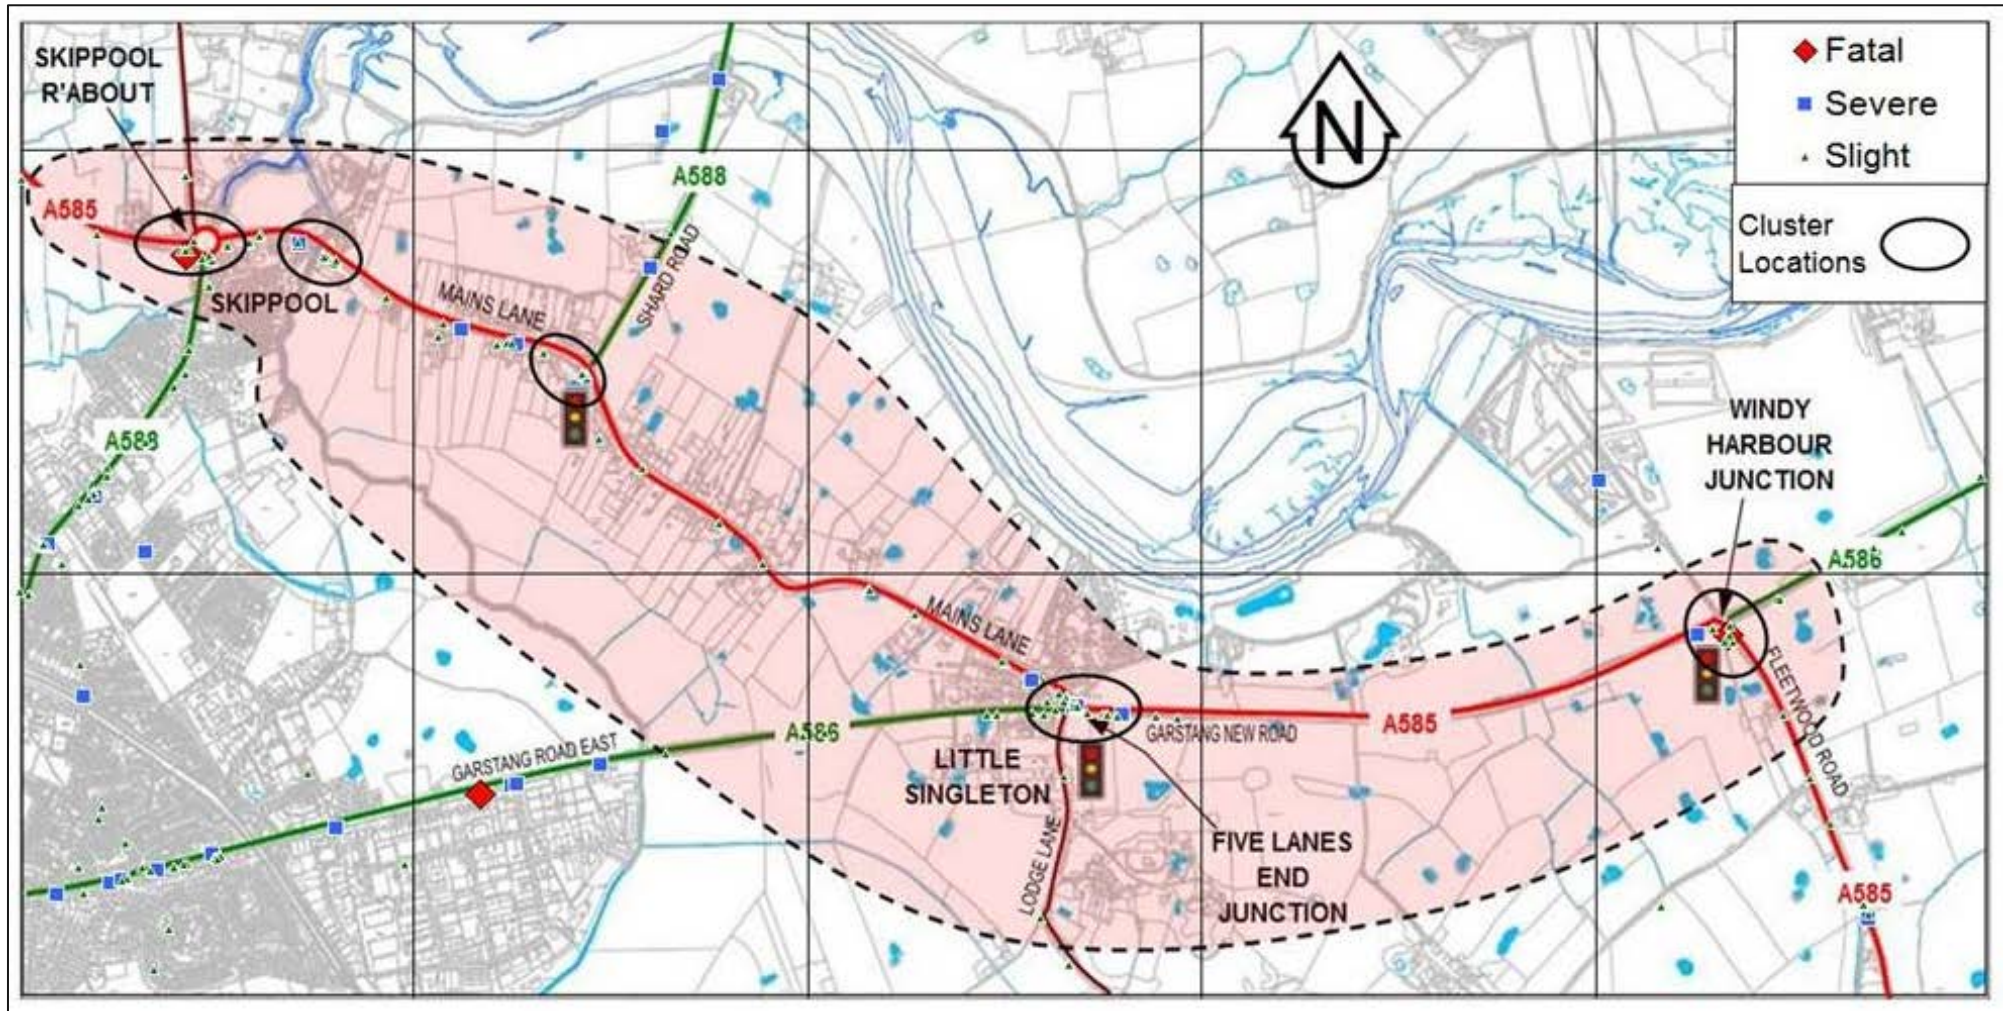 SKIPPOOL
R'ABOUT
Fatal
Severe
Slight
Cluster
Locations
N
A588
A585
SHARD ROAD
SKIPPOOL
MAINS LANE
A588
WINDY
HARBOUR
JUNCTION
A586
MAINS LANE
FLEETWOOD ROAD
A586
A585
GARSTANG NEW ROAD
GARSTANG ROAD EAST
LITTLE
SINGLETON
LODGE LANE
FIVE LANES
END
JUNCTION
A585